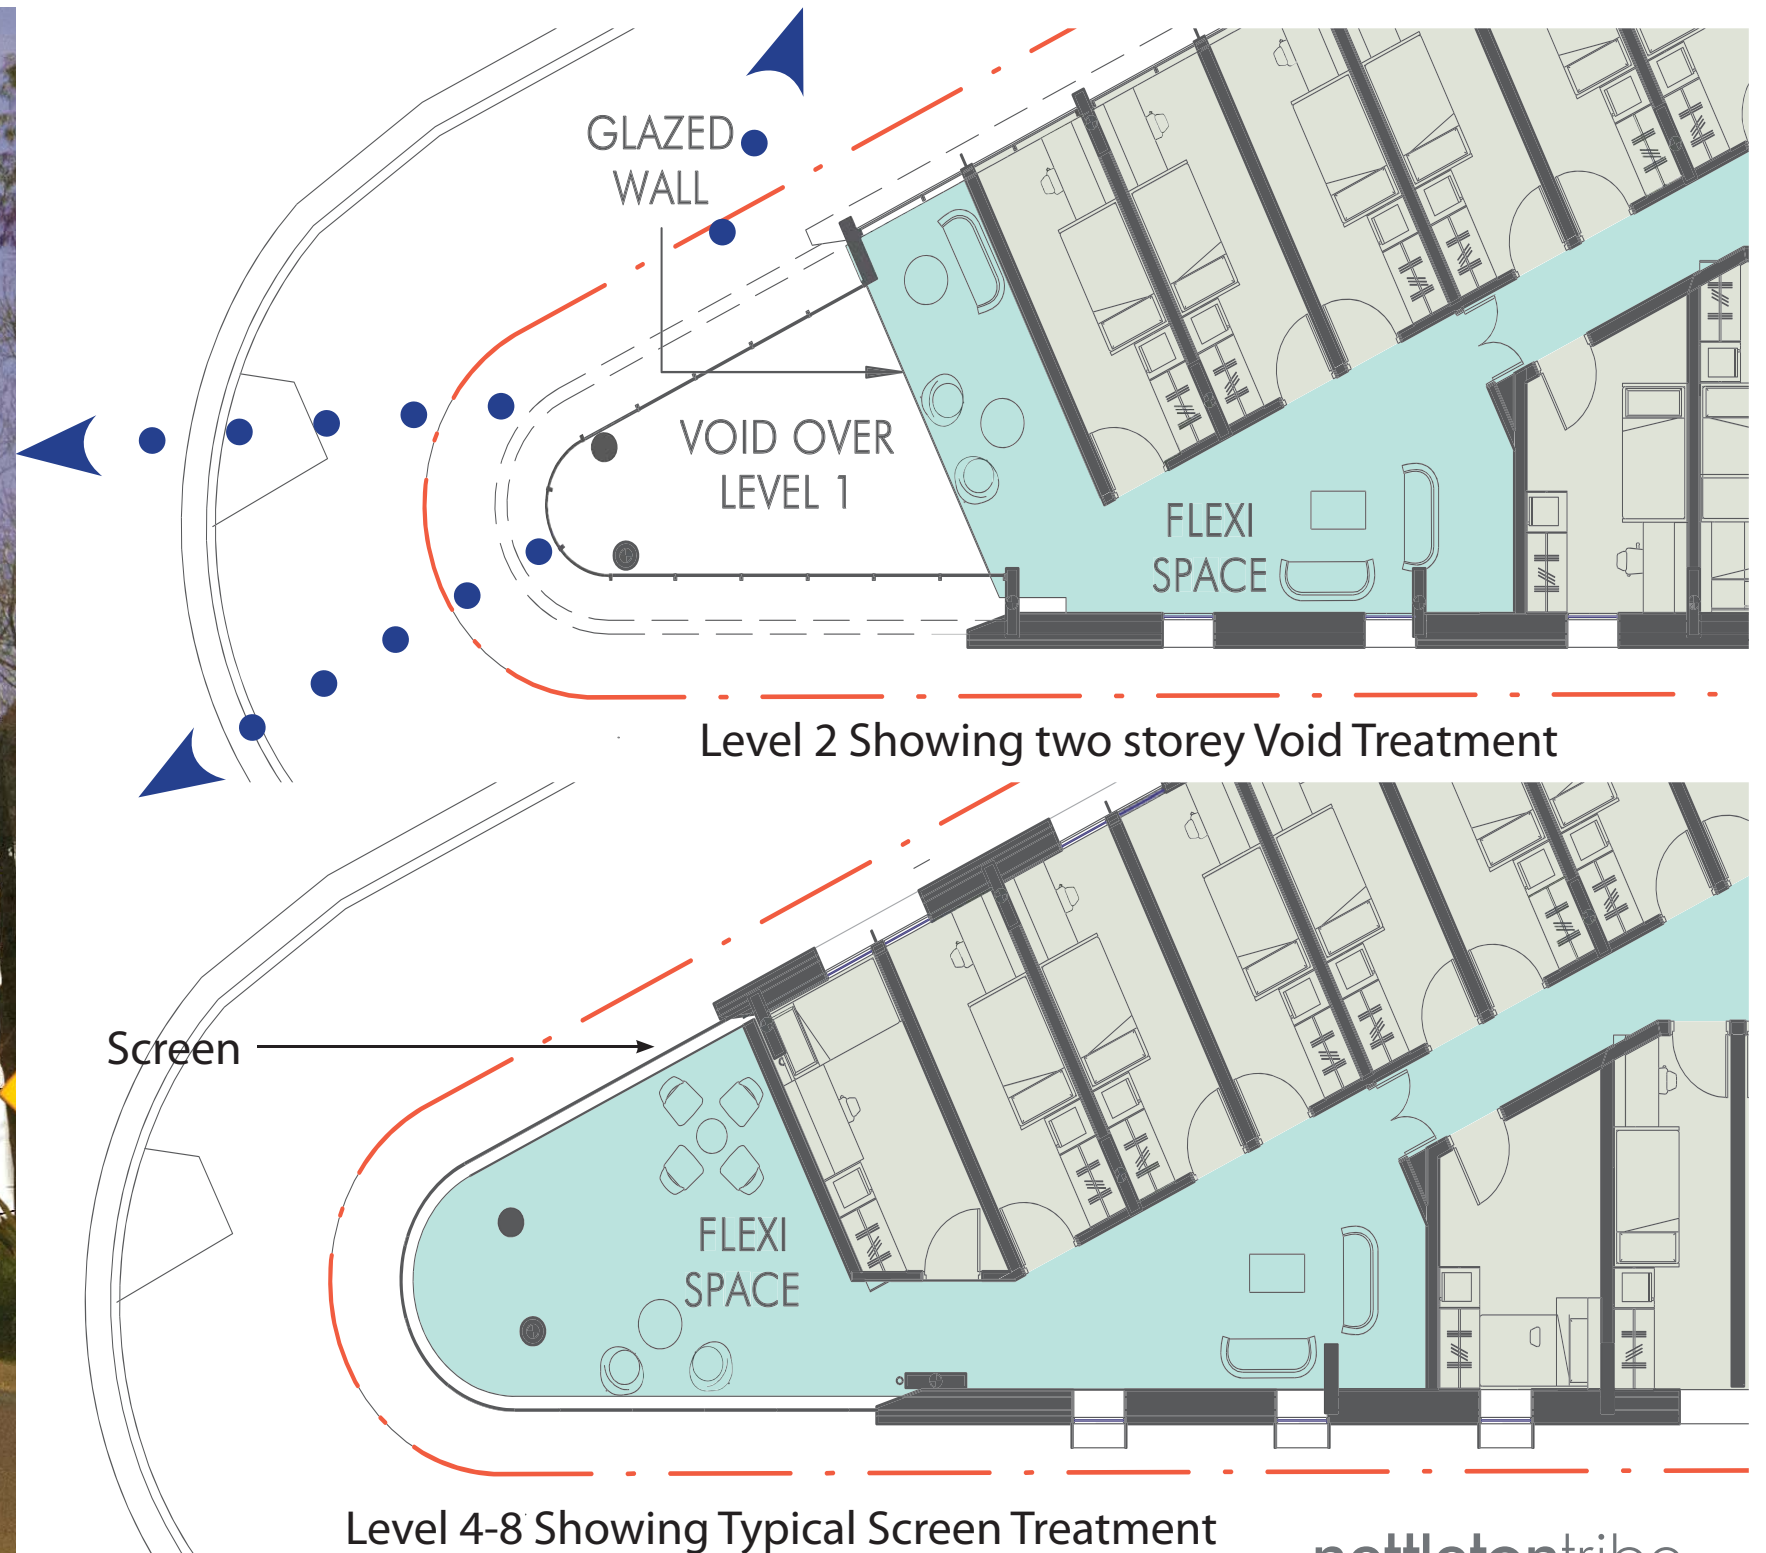 GLAZED
WALL
VOID OVER
LEVEL 1
FLEXI
SPACE
Level 2 Showing two storey Void Treatment
Screen
FLEXI
SPACE
Level 4-8 Showing Typical Screen Treatment
nettletontribe